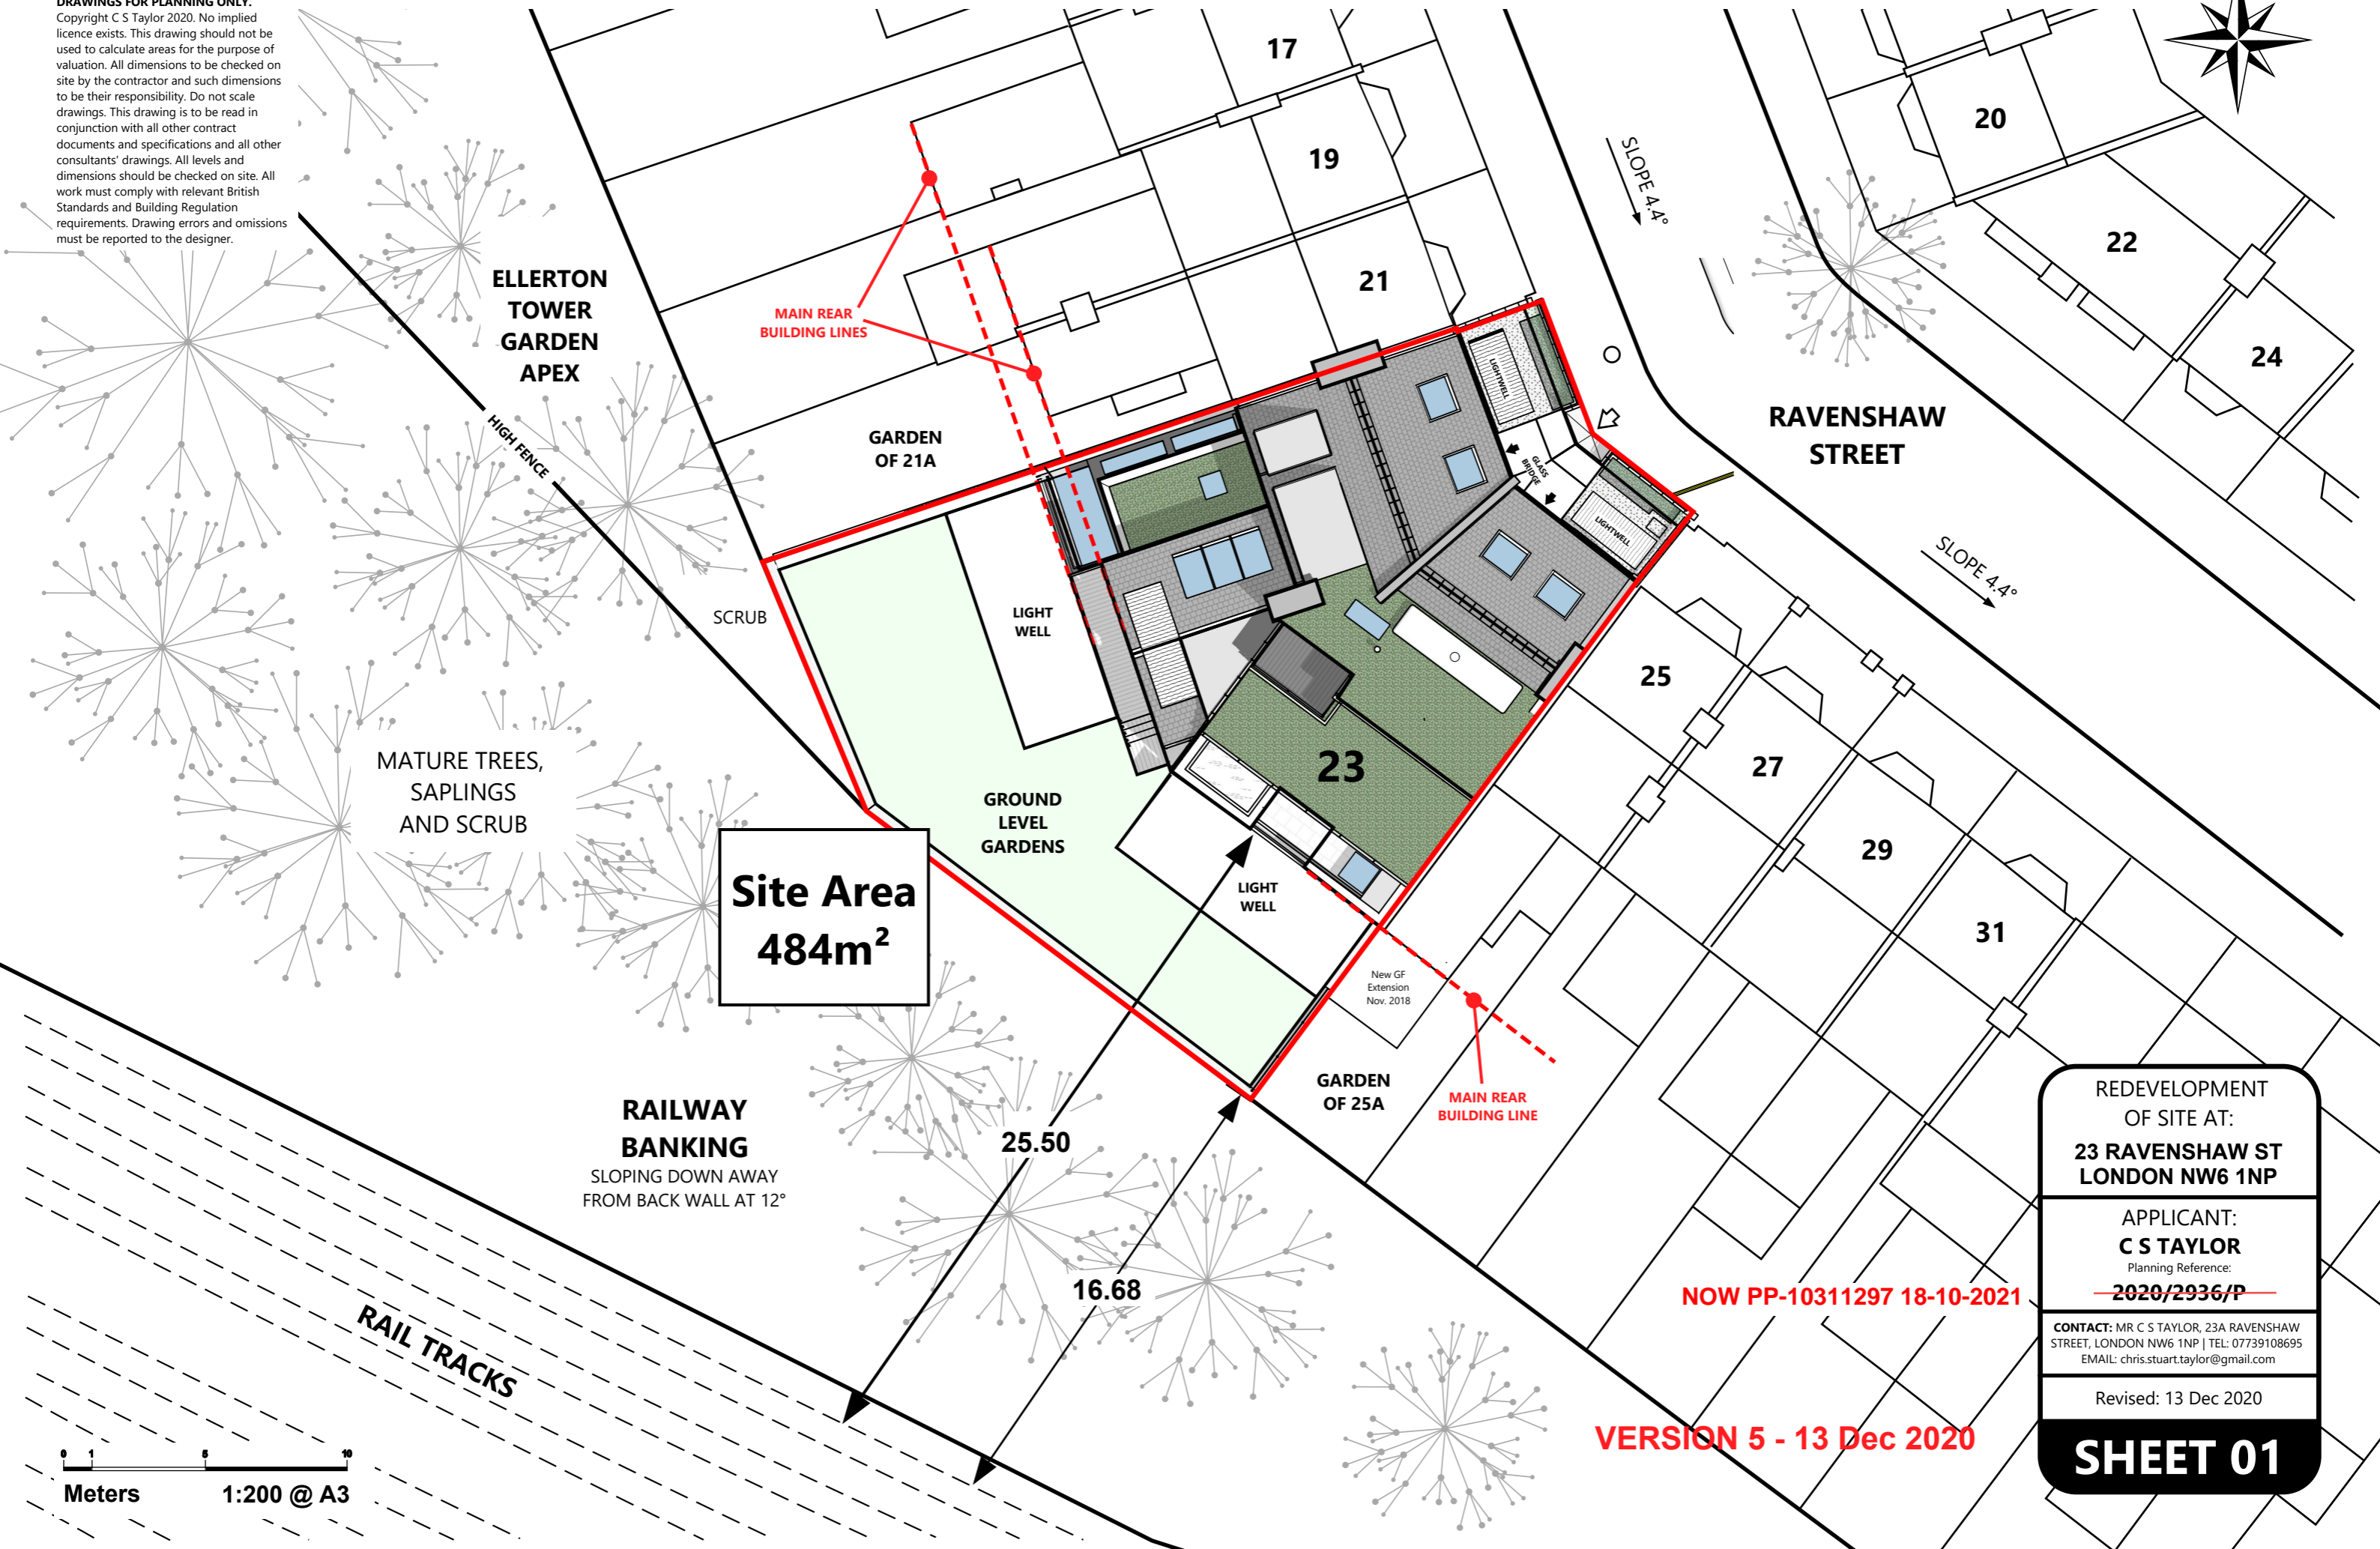 DRAWINGS FOR PLANNING ONLY.
Copyright C S Taylor 2020. No implied
licence exists. This drawing should not be
used to calculate areas for the purpose of
valuation. All dimensions to be checked on
site by the contractor and such dimensions
to be their responsibility. Do not scale
drawings. This drawing is to be read in
conjunction with all other contract
documents and specifications and all other
consultants' drawings. All levels and
dimensions should be checked on site. All
work must comply with relevant British
Standards and Building Regulation
requirements. Drawing errors and omissions
must be reported to the designer.
17
19
21
20
22
24
SLOPE 4.4°
ELLERTON
TOWER
GARDEN
APEX
HIGH FENCE
MAIN REAR
BUILDING LINES
GARDEN
OF 21A
LIGHTWELL
GLASS
BRIDGE
LIGHTWELL
RAVENSHAW
STREET
SLOPE 4.4°
SCRUB
LIGHT
WELL
23
25
27
29
31
MATURE TREES,
SAPLINGS
AND SCRUB
GROUND
LEVEL
GARDENS
Site Area
484m²
LIGHT
WELL
New GF
Extension
Nov. 2018
GARDEN
OF 25A
MAIN REAR
BUILDING LINE
RAILWAY
BANKING
SLOPING DOWN AWAY
FROM BACK WALL AT 12°
25.50
16.68
RAIL TRACKS
0 1 5 10
Meters 1:200 @ A3
NOW PP-10311297 18-10-2021
VERSION 5 - 13 Dec 2020
REDEVELOPMENT
OF SITE AT:
23 RAVENSHAW ST
LONDON NW6 1NP
APPLICANT:
C S TAYLOR
Planning Reference:
2020/2936/P
CONTACT: MR C S TAYLOR, 23A RAVENSHAW
STREET, LONDON NW6 1NP | TEL: 07739108695
EMAIL: chris.stuart.taylor@gmail.com
Revised: 13 Dec 2020
SHEET 01